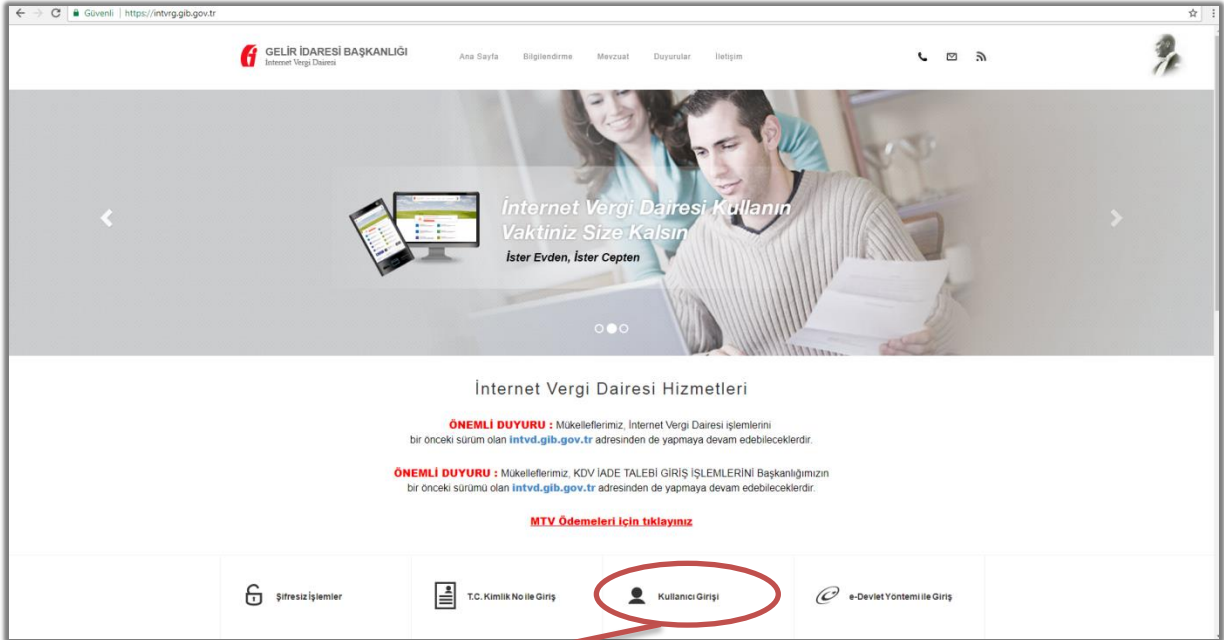 Güvenli | https://intvrg.gib.gov.tr
GELİR İDARESİ BAŞKANLIĞI
İnternet Vergi Dairesi
Ana Sayfa Bilgilendirme Mevzuat Duyurular İletişim
İnternet Vergi Dairesi Kullanın
Vaktiniz Size Kalsın
İster Evden, İster Cepten
İnternet Vergi Dairesi Hizmetleri
ÖNEMLİ DUYURU : Mükelleflerimiz, İnternet Vergi Dairesi işlemlerini
bir önceki sürüm olan intvd.gib.gov.tr adresinden de yapmaya devam edebileceklerdir.
ÖNEMLİ DUYURU : Mükelleflerimiz, KDV İADE TALEBİ GİRİŞ İŞLEMLERİNİ Başkanlığımızın
bir önceki sürümü olan intvd.gib.gov.tr adresinden de yapmaya devam edebileceklerdir.
MTV Ödemeleri için tıklayınız
Şifresiz İşlemler
T.C. Kimlik No ile Giriş
Kullanıcı Girişi
e-Devlet Yöntemi ile Giriş